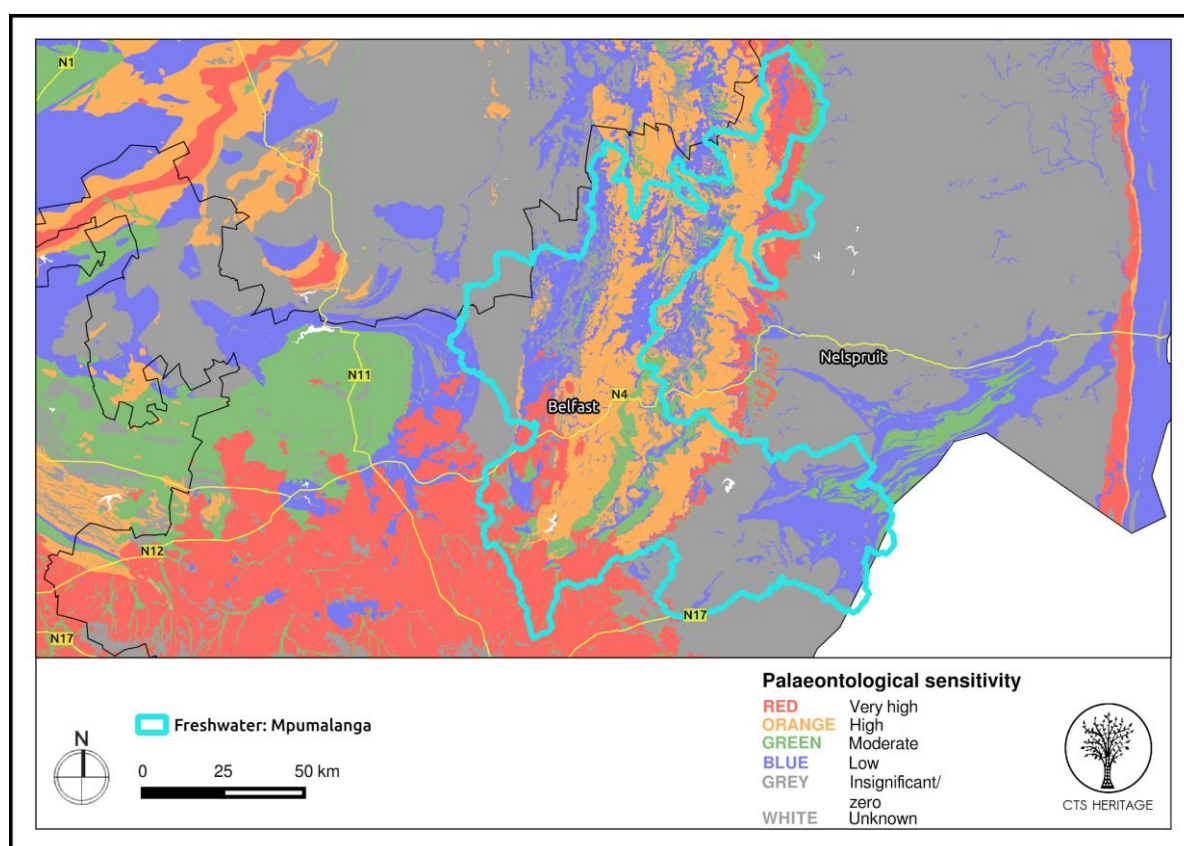 N1
N11
Belfast
N4
Nelspruit
N12
N17
N17
Freshwater: Mpumalanga
N
0 25 50 km
Palaeontological sensitivity
RED Very high
ORANGE High
GREEN Moderate
BLUE Low
GREY Insignificant/
zero
WHITE Unknown
CTS HERITAGE